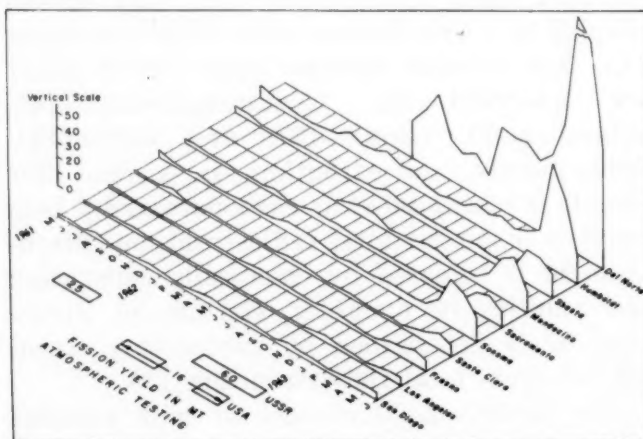 Vertical Scale
50
40
30
20
10
0
1961
1962
1963
25
16
60
USA
USSR
FISSION YIELD IN MT
ATMOSPHERIC TESTING
Del Norte
Humboldt
Shasta
Mendocino
Sacramento
Sonoma
Santa Clara
Fresno
Los Angeles
San Diego